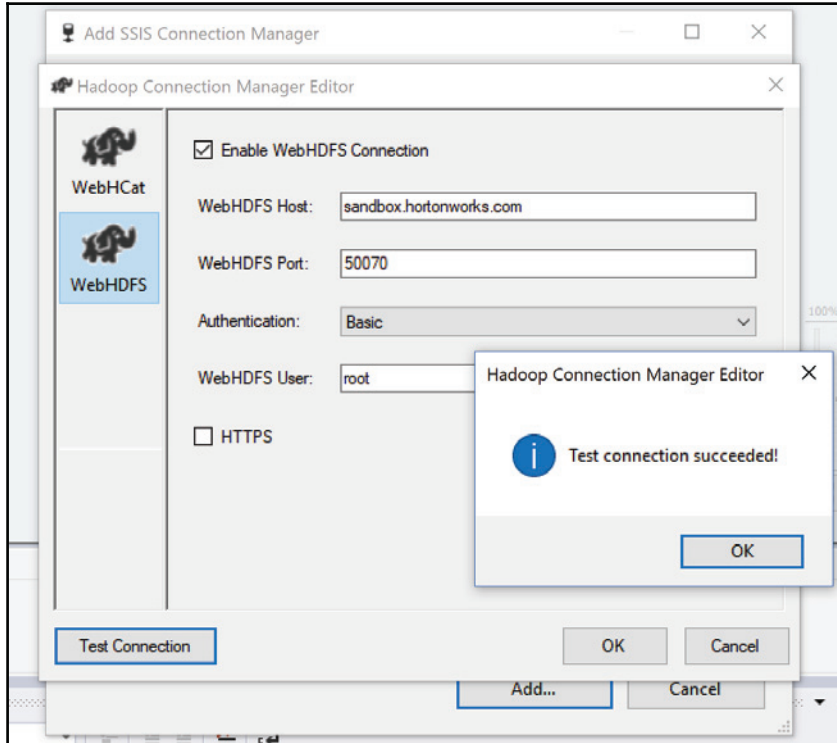 Add SSIS Connection Manager
Hadoop Connection Manager Editor
WebHCat
WebHDFS
Enable WebHDFS Connection
WebHDFS Host: sandbox.hortonworks.com
WebHDFS Port: 50070
Authentication: Basic
WebHDFS User: root
HTTPS
100%
Hadoop Connection Manager Editor
Test connection succeeded!
OK
Test Connection OK Cancel
Add... Cancel